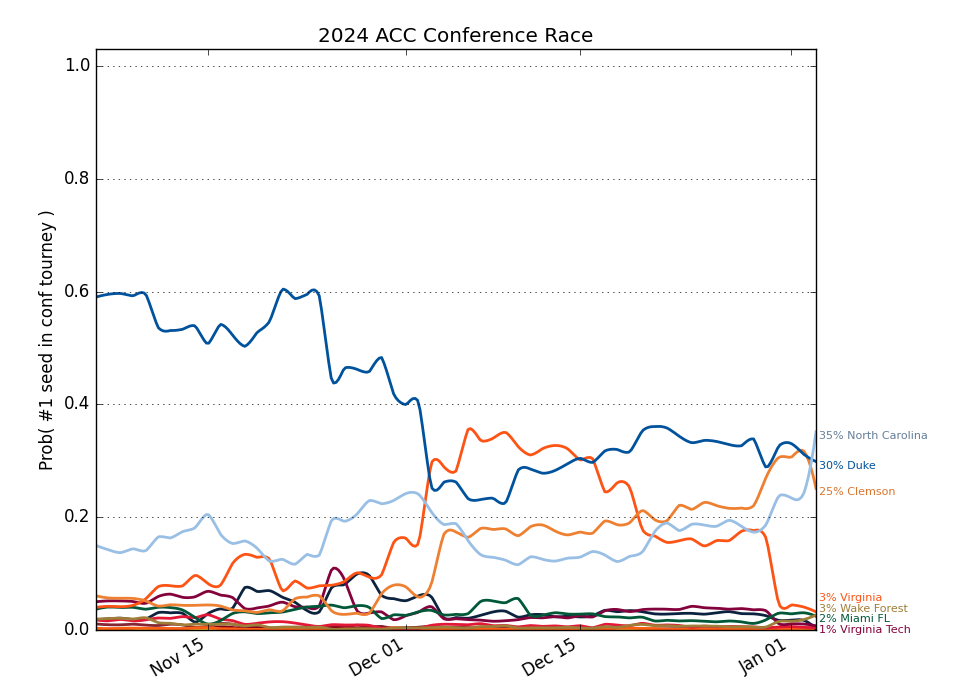 2024 ACC Conference Race
Prob( #1 seed in conf tourney )
1.0
0.8
0.6
0.4
0.2
0.0
35% North Carolina
30% Duke
25% Clemson
3% Virginia
3% Wake Forest
2% Miami FL
1% Virginia Tech
Nov 15
Dec 01
Dec 15
Jan 01